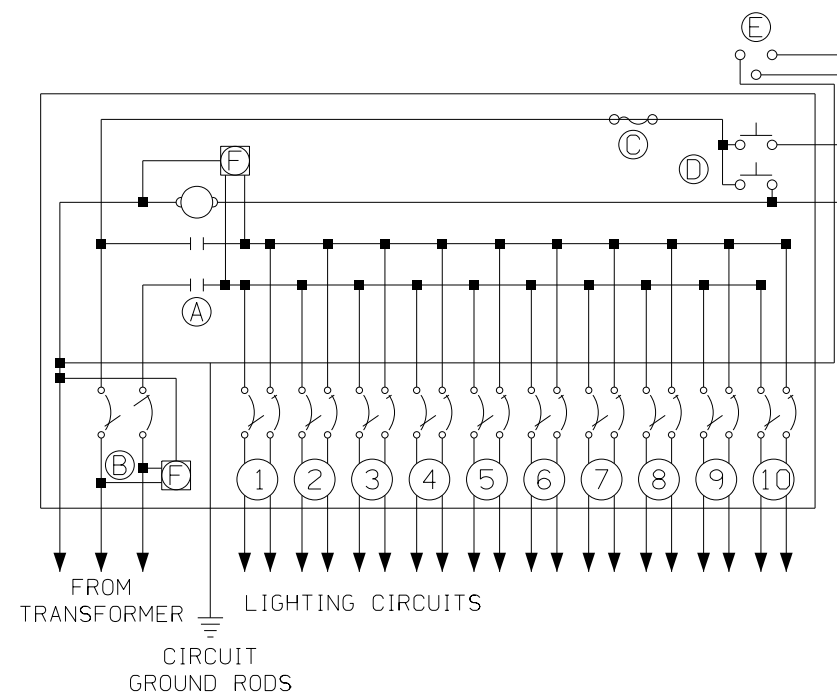 E
C
D
F
A
B
F
1 2 3 4 5 6 7 8 9 10
FROM
TRANSFORMER
LIGHTING CIRCUITS
CIRCUIT
GROUND RODS